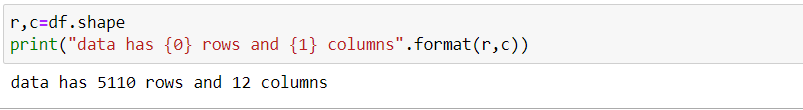 r,c=df.shape
print("data has {0} rows and {1} columns".format(r,c))
data has 5110 rows and 12 columns